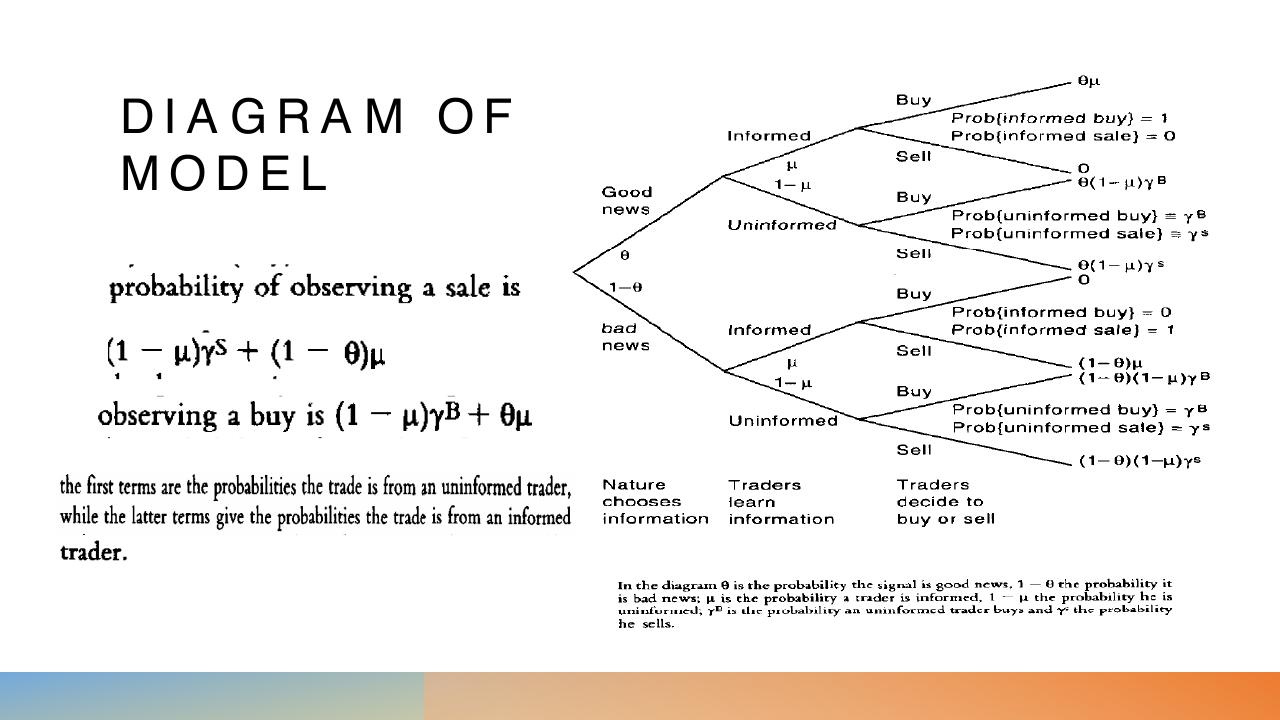 DIAGRAM OF
MODEL
probability of observing a sale is
(1 − μ)γS + (1 − θ)μ
observing a buy is (1 − μ)γB + θμ
the first terms are the probabilities the trade is from an uninformed trader,
while the latter terms give the probabilities the trade is from an informed
trader.
θμ
Buy
Prob{informed buy} = 1
Informed
Prob{informed sale} = 0
μ
Sell
0
1− μ
θ(1− μ)γB
Good
news
Buy
Uninformed
Prob{uninformed buy} = γB
Prob{uninformed sale} = γs
θ
Sell
θ(1− μ)γs
0
1−θ
Buy
bad
news
Informed
Prob{informed buy} = 0
Prob{informed sale} = 1
μ
Sell
(1−θ)μ
1− μ
(1−θ)(1−μ)γB
Buy
Uninformed
Prob{uninformed buy} = γB
Prob{uninformed sale} = γs
Sell
(1−θ)(1−μ)γs
Nature
chooses
information
Traders
learn
information
Traders
decide to
buy or sell
In the diagram θ is the probability the signal is good news, 1 − θ the probability it
is bad news; μ is the probability a trader is informed, 1 − μ the probability he is
uninformed; γB is the probability an uninformed trader buys and γs the probability
he sells.